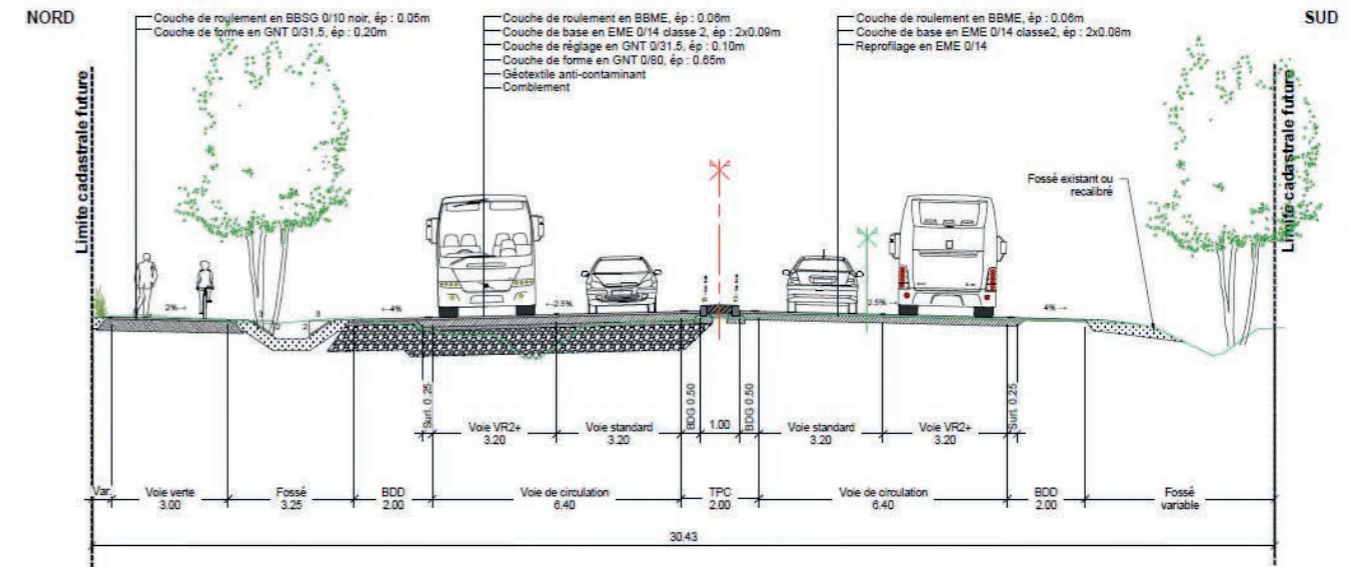 NORD
SUD
Couche de roulement en BBSG 0/10 noir, ép : 0.05m
Couche de forme en GNT 0/31.5, ép : 0.20m
Couche de roulement en BBME, ép : 0.06m
Couche de base en EME 0/14 classe 2, ép : 2x0.09m
Couche de réglage en GNT 0/31.5, ép : 0.10m
Couche de forme en GNT 0/80, ép : 0.65m
Géotextile anti-contaminant
Comblement
Couche de roulement en BBME, ép : 0.06m
Couche de base en EME 0/14 classe2, ép : 2x0.08m
Reprofilage en EME 0/14
Limite cadastrale future
Limite cadastrale future
Fossé existant ou
recalibré
2%→
3
2
2
3
←4%
←2.5%
2.5%→
4%→
Surl. 0.25
Voie VR2+
3.20
Voie standard
3.20
BDG 0.50
1.00
BDG 0.50
Voie standard
3.20
Voie VR2+
3.20
Surl. 0.25
Var.
Voie verte
3.00
Fossé
3.25
BDD
2.00
Voie de circulation
6.40
TPC
2.00
Voie de circulation
6.40
BDD
2.00
Fossé
variable
30.43